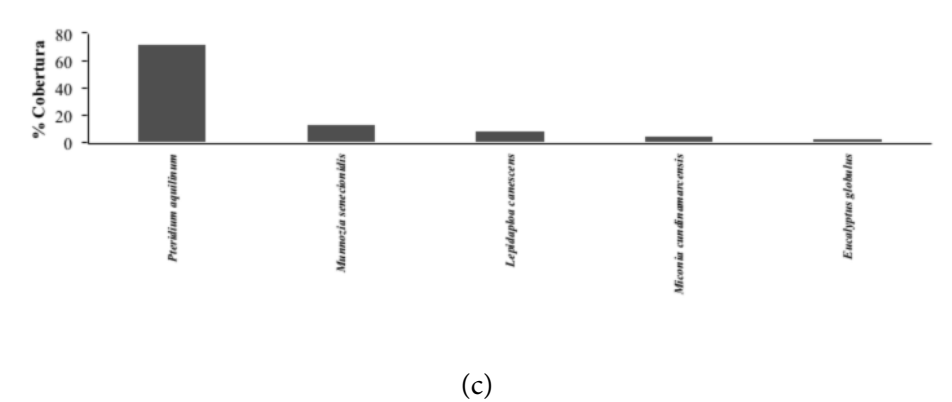 % Cobertura
80
60
40
20
0
Pteridium aquilinum
Munnozia senecionidis
Lepidaploa canescens
Miconia cundinamarcensis
Eucalyptus globulus
(c)